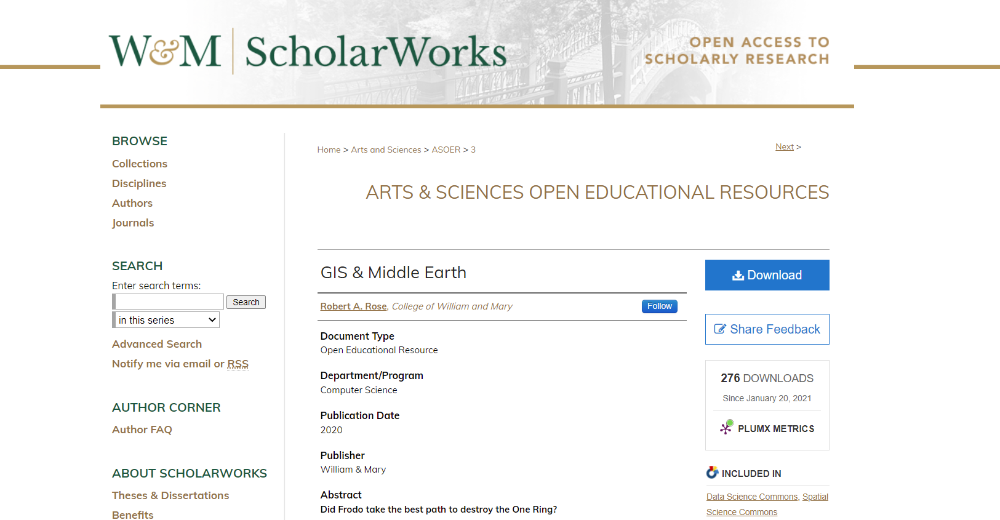 W&M | ScholarWorks
OPEN ACCESS TO
SCHOLARLY RESEARCH
BROWSE
Collections
Disciplines
Authors
Journals
SEARCH
Enter search terms:
Search
in this series
Advanced Search
Notify me via email or RSS
AUTHOR CORNER
Author FAQ
ABOUT SCHOLARWORKS
Theses & Dissertations
Benefits
Home > Arts and Sciences > ASOER > 3
Next >
ARTS & SCIENCES OPEN EDUCATIONAL RESOURCES
GIS & Middle Earth
Robert A. Rose, College of William and Mary
Follow
Document Type
Open Educational Resource
Department/Program
Computer Science
Publication Date
2020
Publisher
William & Mary
Abstract
Did Frodo take the best path to destroy the One Ring?
Download
Share Feedback
276 DOWNLOADS
Since January 20, 2021
PLUMX METRICS
INCLUDED IN
Data Science Commons, Spatial
Science Commons